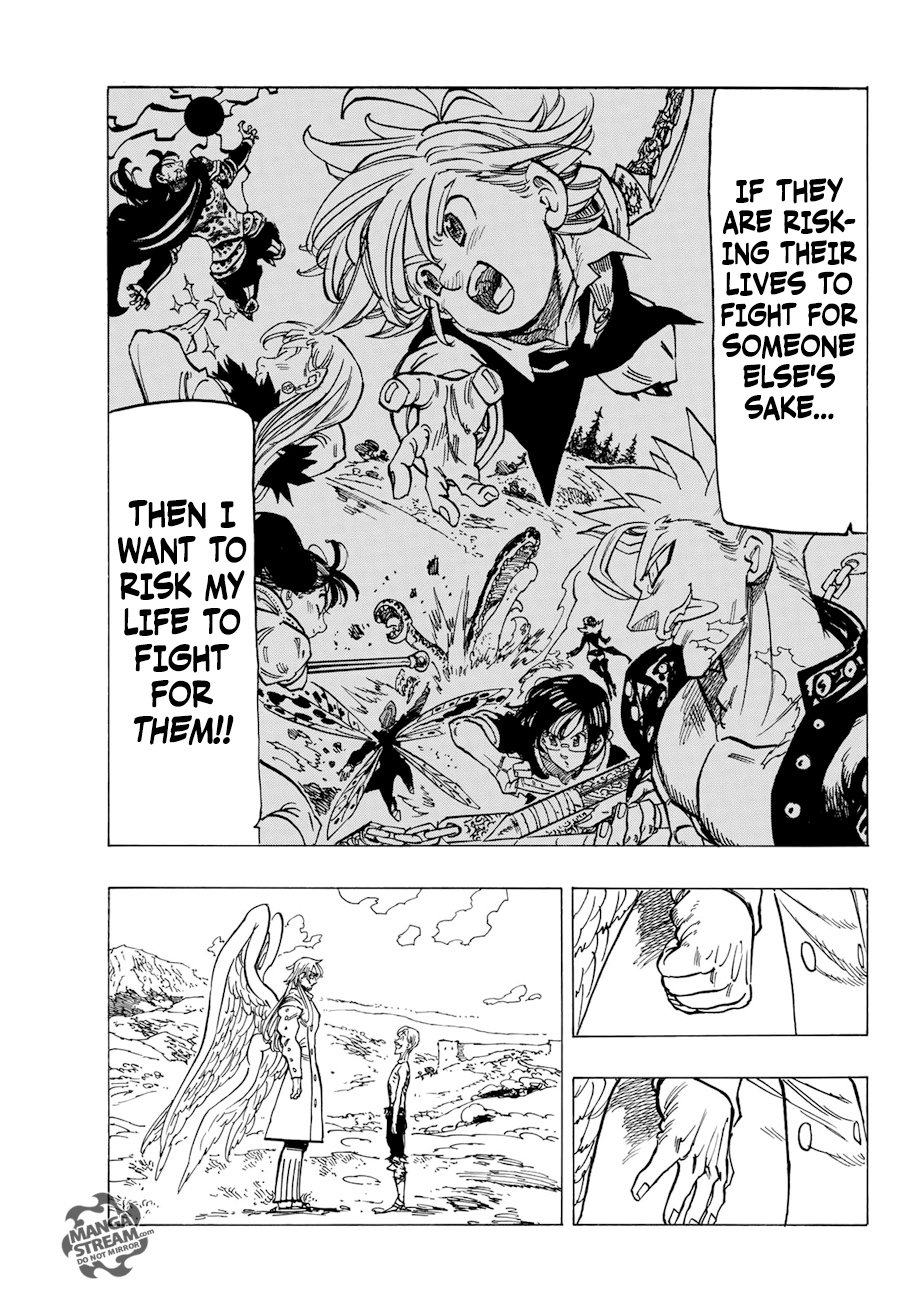 IF THEY
ARE RISK-
ING THEIR
LIVES TO
FIGHT FOR
SOMEONE
ELSE'S
SAKE...
THEN I
WANT TO
RISK MY
LIFE TO
FIGHT
FOR
THEM!!
MANGA
STREAM.com
DO NOT MIRROR